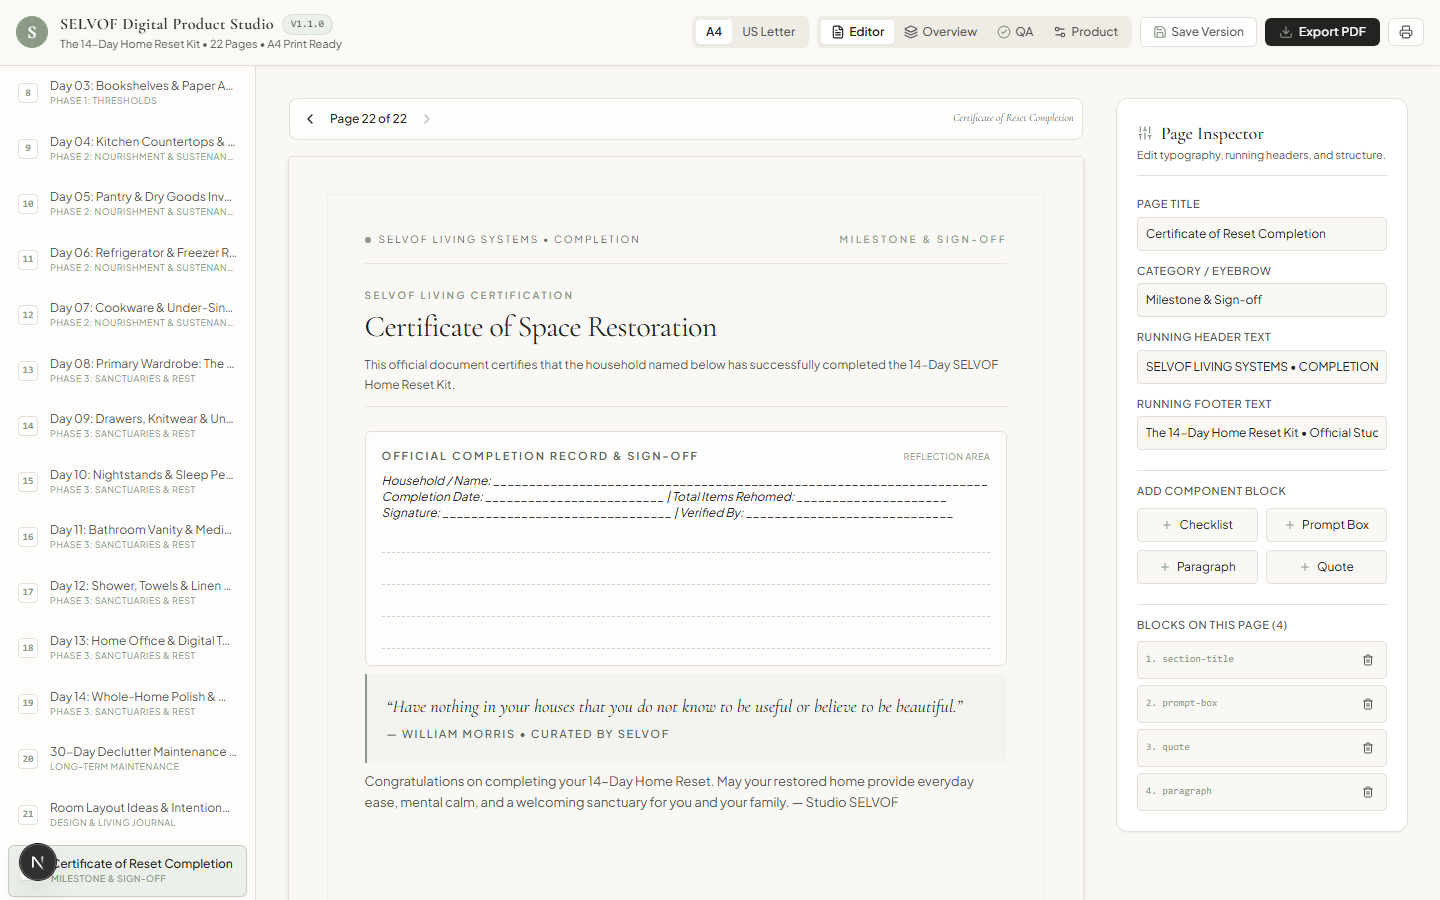 S
SELVOF Digital Product Studio
V1.1.0
The 14-Day Home Reset Kit • 22 Pages • A4 Print Ready
A4
US Letter
Editor
Overview
QA
Product
Save Version
Export PDF
8
Day 03: Bookshelves & Paper A...
PHASE 1: THRESHOLDS
9
Day 04: Kitchen Countertops & ...
PHASE 2: NOURISHMENT & SUSTENAN...
10
Day 05: Pantry & Dry Goods Inv...
PHASE 2: NOURISHMENT & SUSTENAN...
11
Day 06: Refrigerator & Freezer R...
PHASE 2: NOURISHMENT & SUSTENAN...
12
Day 07: Cookware & Under-Sin...
PHASE 2: NOURISHMENT & SUSTENAN...
13
Day 08: Primary Wardrobe: The ...
PHASE 3: SANCTUARIES & REST
14
Day 09: Drawers, Knitwear & Un...
PHASE 3: SANCTUARIES & REST
15
Day 10: Nightstands & Sleep Pe...
PHASE 3: SANCTUARIES & REST
16
Day 11: Bathroom Vanity & Medi...
PHASE 3: SANCTUARIES & REST
17
Day 12: Shower, Towels & Linen ...
PHASE 3: SANCTUARIES & REST
18
Day 13: Home Office & Digital T...
PHASE 3: SANCTUARIES & REST
19
Day 14: Whole-Home Polish & ...
PHASE 3: SANCTUARIES & REST
20
30-Day Declutter Maintenance ...
LONG-TERM MAINTENANCE
21
Room Layout Ideas & Intention...
DESIGN & LIVING JOURNAL
N
Certificate of Reset Completion
MILESTONE & SIGN-OFF
Page 22 of 22
Certificate of Reset Completion
SELVOF LIVING SYSTEMS • COMPLETION
MILESTONE & SIGN-OFF
SELVOF LIVING CERTIFICATION
Certificate of Space Restoration
This official document certifies that the household named below has successfully completed the 14-Day SELVOF
Home Reset Kit.
OFFICIAL COMPLETION RECORD & SIGN-OFF
REFLECTION AREA
Household / Name: ____________________________________________________
Completion Date: _________________________ | Total Items Rehomed: _____________________
Signature: ________________________________ | Verified By: _____________________________
“Have nothing in your houses that you do not know to be useful or believe to be beautiful.”
— WILLIAM MORRIS • CURATED BY SELVOF
Congratulations on completing your 14-Day Home Reset. May your restored home provide everyday
ease, mental calm, and a welcoming sanctuary for you and your family. — Studio SELVOF
Page Inspector
Edit typography, running headers, and structure.
PAGE TITLE
Certificate of Reset Completion
CATEGORY / EYEBROW
Milestone & Sign-off
RUNNING HEADER TEXT
SELVOF LIVING SYSTEMS • COMPLETION
RUNNING FOOTER TEXT
The 14-Day Home Reset Kit • Official Stud
ADD COMPONENT BLOCK
Checklist
Prompt Box
Paragraph
Quote
BLOCKS ON THIS PAGE (4)
1. section-title
2. prompt-box
3. quote
4. paragraph